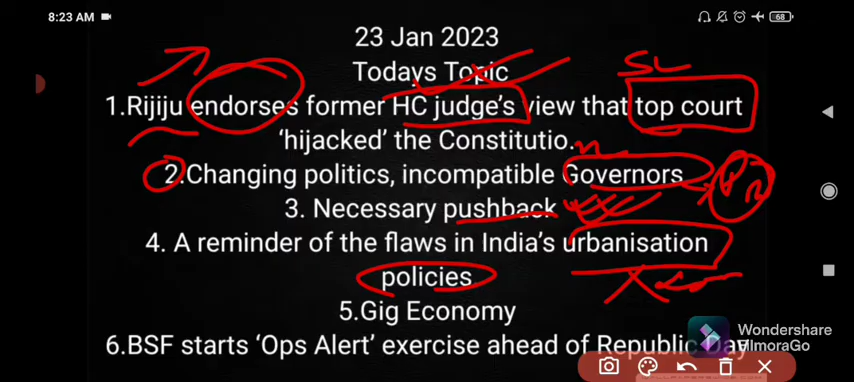 8:23 AM
68
23 Jan 2023
Todays Topic
SC
1.Rijiju endorses former HC judge's view that top court
'hijacked' the Constitutio.n
2.Changing politics, incompatible Governors
3. Necessary pushback
4. A reminder of the flaws in India's urbanisation
policies
5.Gig Economy
6.BSF starts 'Ops Alert' exercise ahead of Republic Day
Wondershare
FilmoraGo